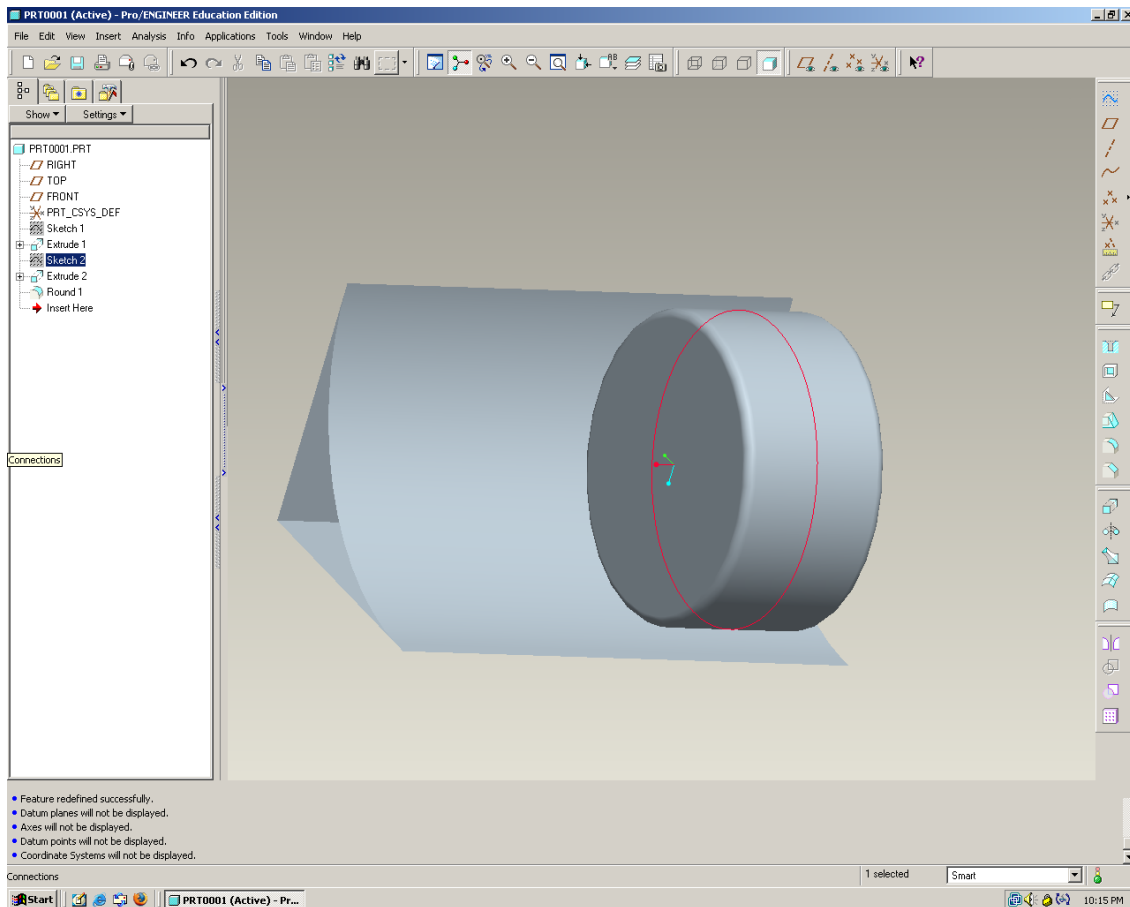 PRT0001 (Active) - Pro/ENGINEER Education Edition
File Edit View Insert Analysis Info Applications Tools Window Help
Show Settings
PRT0001.PRT
RIGHT
TOP
FRONT
PRT_CSYS_DEF
Sketch 1
Extrude 1
Sketch 2
Extrude 2
Round 1
Insert Here
Connections
Feature redefined successfully.
Datum planes will not be displayed.
Axes will not be displayed.
Datum points will not be displayed.
Coordinate Systems will not be displayed.
Connections 1 selected Smart
Start PRT0001 (Active) - Pr... 10:15 PM